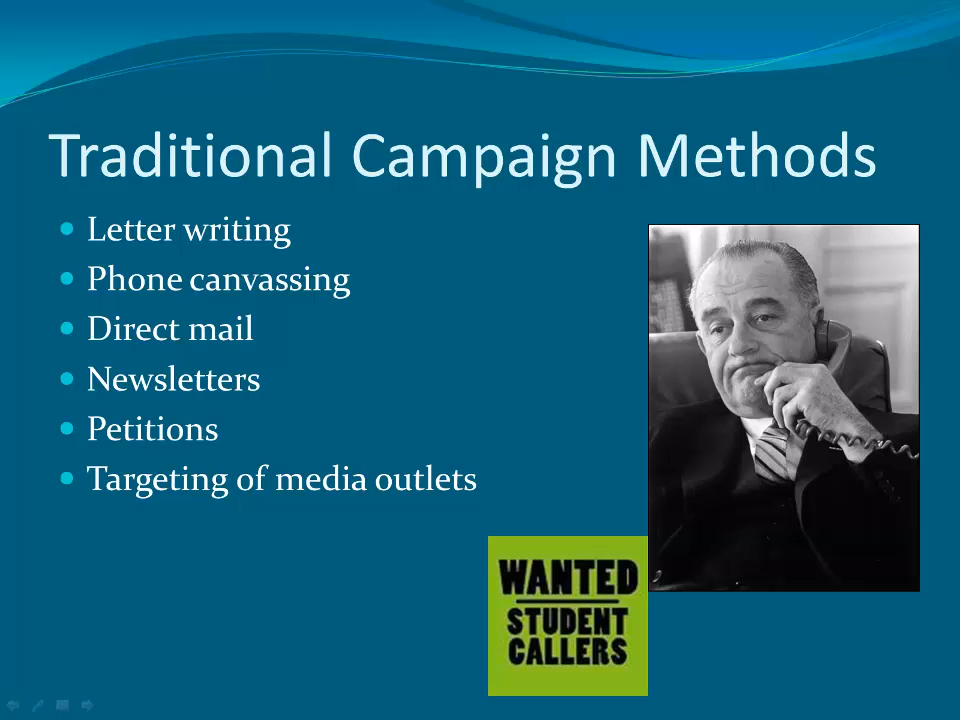 Traditional Campaign Methods
Letter writing
Phone canvassing
Direct mail
Newsletters
Petitions
Targeting of media outlets
WANTED
STUDENT
CALLERS